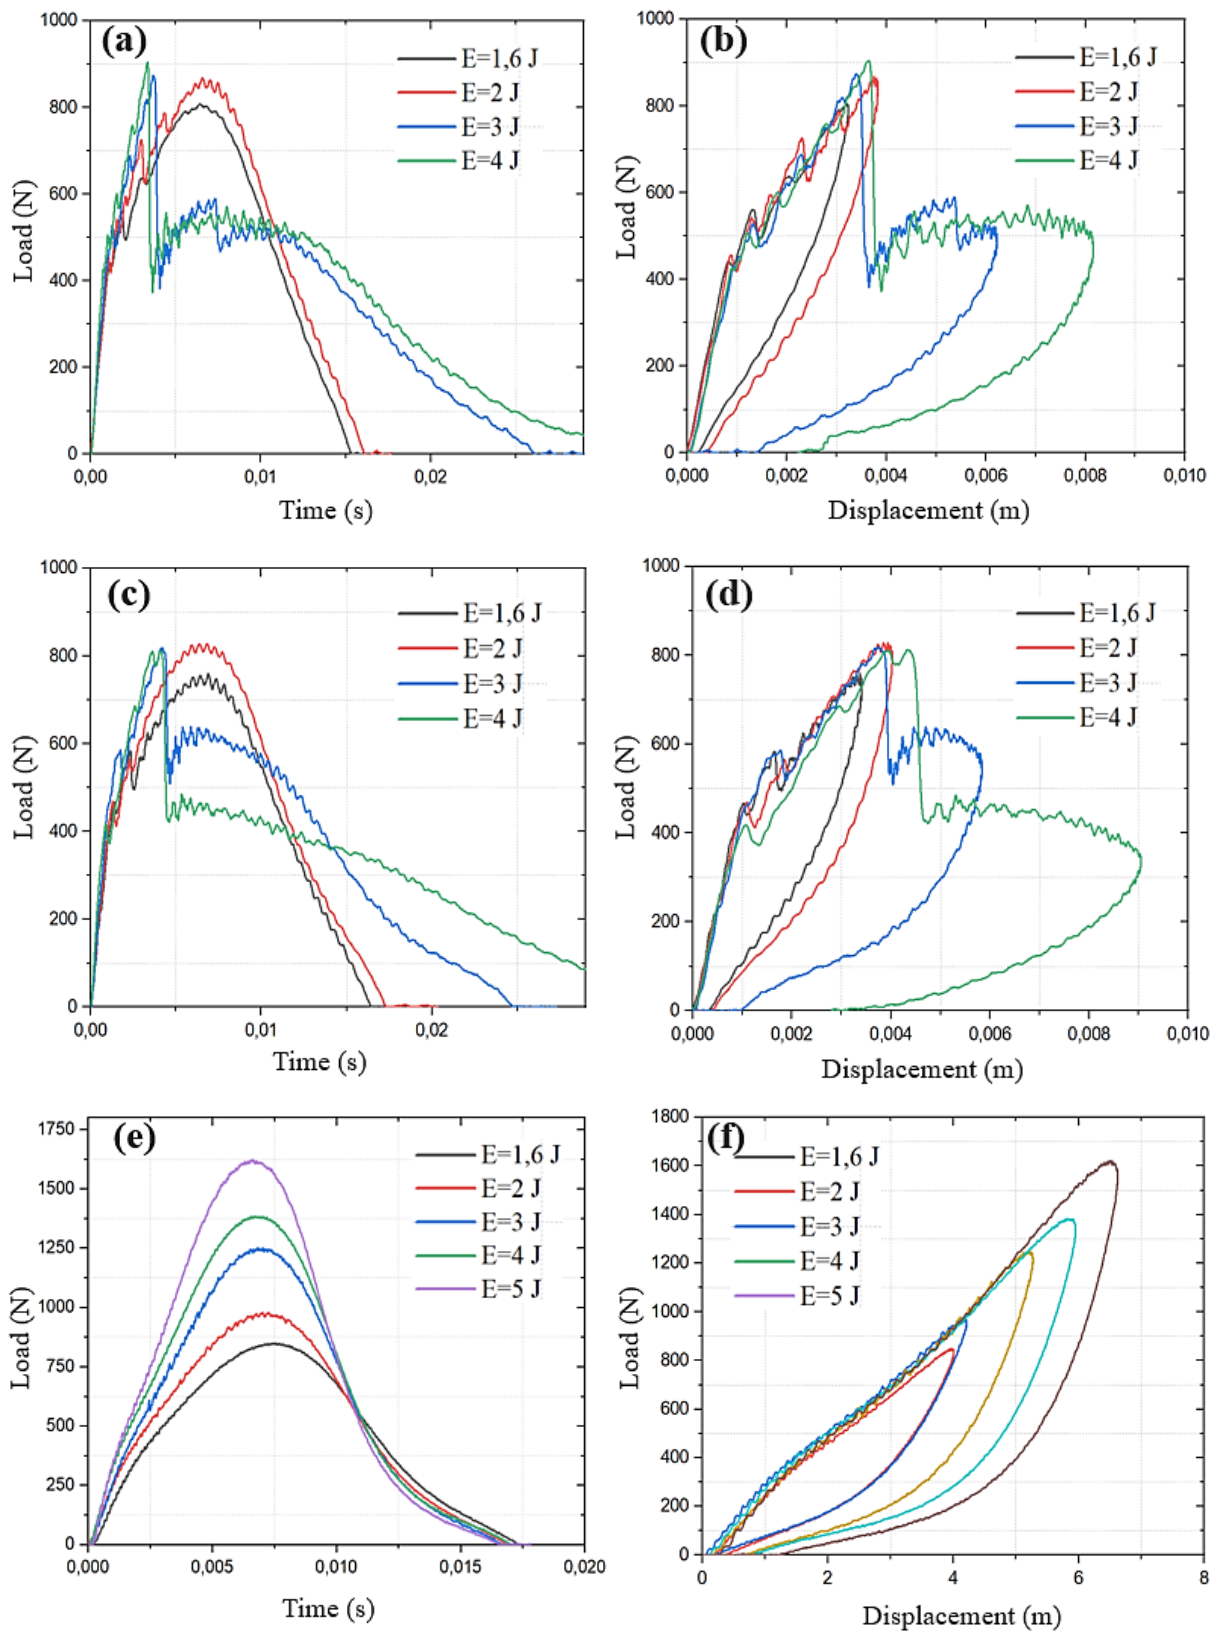 (a)
E=1,6 J
E=2 J
E=3 J
E=4 J
1000
800
600
400
200
0
Load (N)
0,00
0,01
0,02
Time (s)
(b)
E=1,6 J
E=2 J
E=3 J
E=4 J
1000
800
600
400
200
0
Load (N)
0,000
0,002
0,004
0,006
0,008
0,010
Displacement (m)
(c)
E=1,6 J
E=2 J
E=3 J
E=4 J
1000
800
600
400
200
0
Load (N)
0,00
0,01
0,02
Time (s)
(d)
E=1,6 J
E=2 J
E=3 J
E=4 J
1000
800
600
400
200
0
Load (N)
0,000
0,002
0,004
0,006
0,008
0,010
Displacement (m)
(e)
E=1,6 J
E=2 J
E=3 J
E=4 J
E=5 J
1750
1500
1250
1000
750
500
250
0
Load (N)
0,000
0,005
0,010
0,015
0,020
Time (s)
(f)
E=1,6 J
E=2 J
E=3 J
E=4 J
E=5 J
1800
1600
1400
1200
1000
800
600
400
200
0
Load (N)
0
2
4
6
8
Displacement (m)